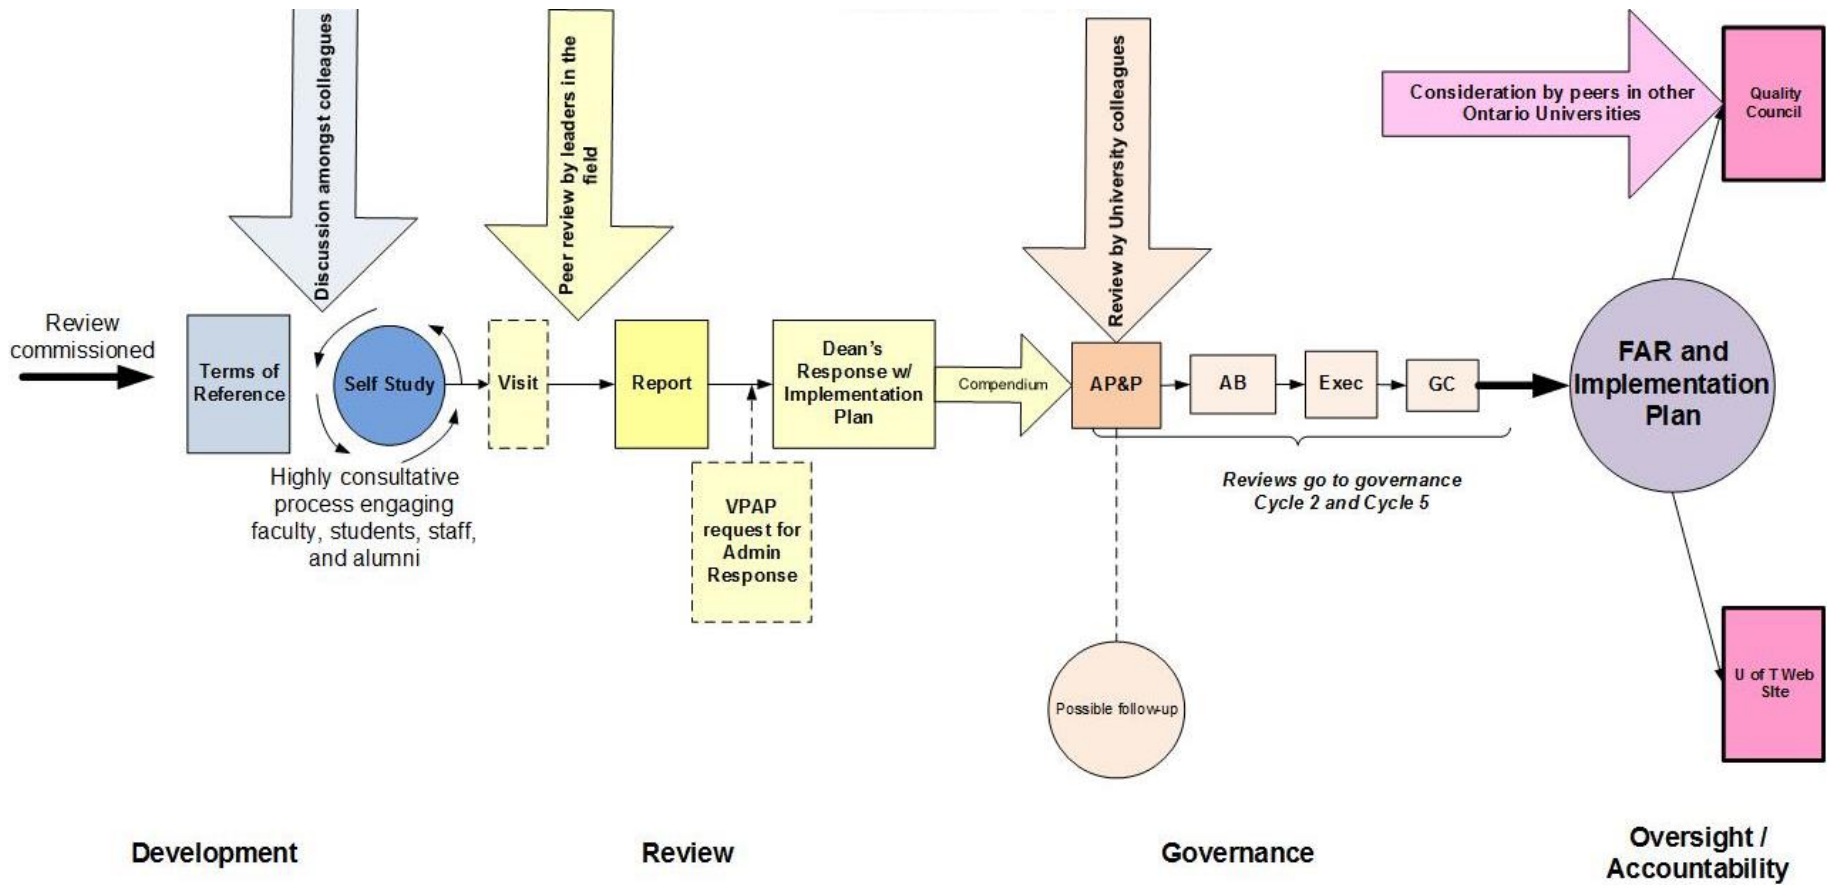 Discussion amongst colleagues
Peer review by leaders in the
field
Review by University colleagues
Consideration by peers in other
Ontario Universities
Quality
Council
Review
commissioned
Terms of
Reference
Self Study
Visit
Report
Dean's
Response w/
Implementation
Plan
Compendium
AP&P
AB
Exec
GC
FAR and
Implementation
Plan
Highly consultative
process engaging
faculty, students, staff,
and alumni
VPAP
request for
Admin
Response
Reviews go to governance
Cycle 2 and Cycle 5
Possible follow-up
U of T Web
SIte
Development
Review
Governance
Oversight /
Accountability